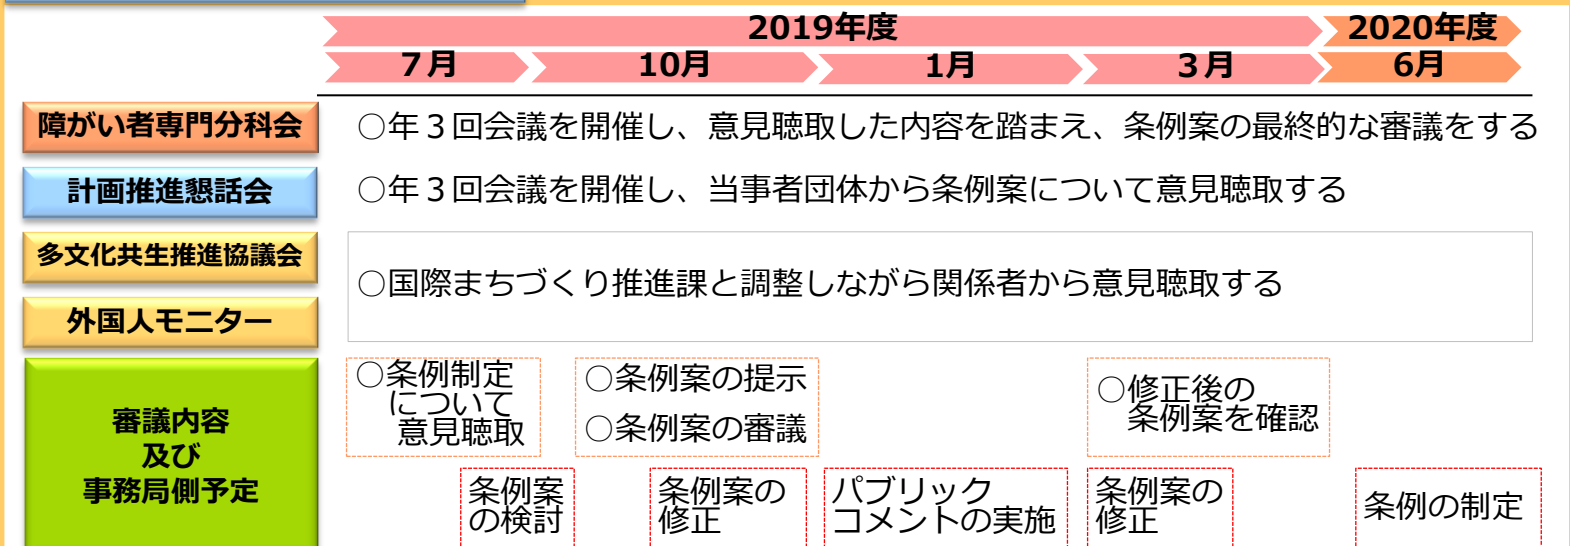 2019年度
2020年度
７月
10月
1月
３月
6月
障がい者専門分科会
○年３回会議を開催し、意見聴取した内容を踏まえ、条例案の最終的な審議をする
計画推進懇話会
○年３回会議を開催し、当事者団体から条例案について意見聴取する
多文化共生推進協議会
外国人モニター
○国際まちづくり推進課と調整しながら関係者から意見聴取する
審議内容
及び
事務局側予定
○条例制定
について
意見聴取
○条例案の提示
○条例案の審議
○修正後の
条例案を確認
条例案
の検討
条例案の
修正
パブリック
コメントの実施
条例案の
修正
条例の制定